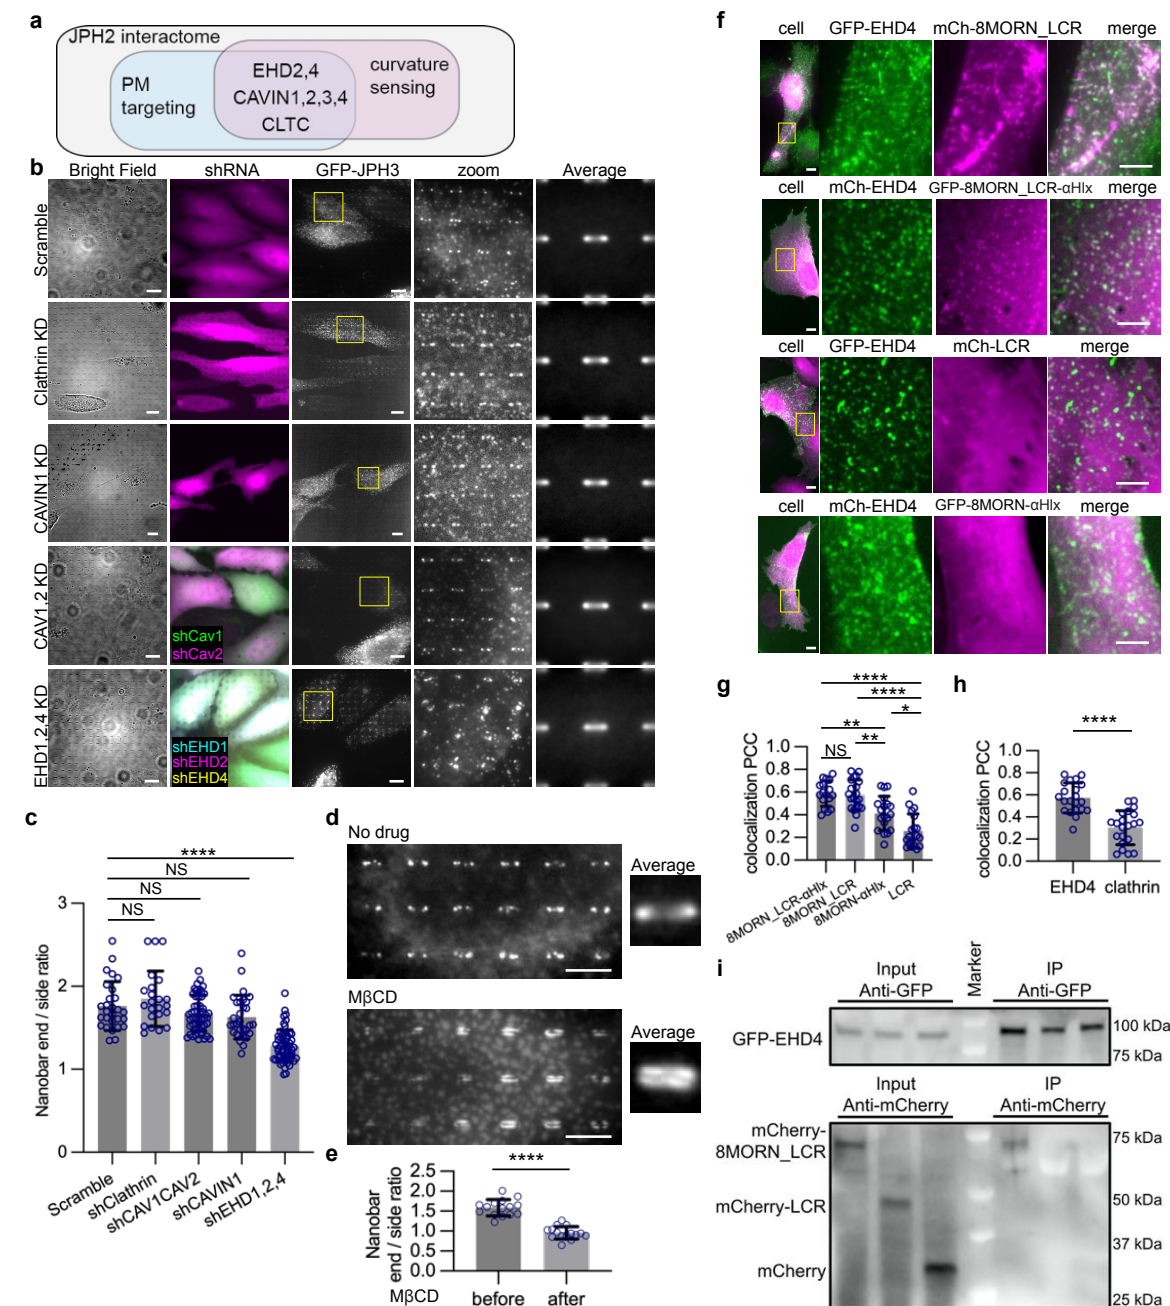 a
JPH2 interactome
PM
targeting
EHD2,4
CAVIN1,2,3,4
CLTC
curvature
sensing
b
Bright Field shRNA GFP-JPH3 zoom Average
Scramble
Clathrin KD
CAVIN1 KD
CAV1,2 KD
shCav1
shCav2
EHD1,2,4 KD
shEHD1
shEHD2
shEHD4
c
Nanobar end / side ratio
3
2
1
0
****
NS
NS
NS
Scramble
shClathrin
shCAV1CAV2
shCAVIN1
shEHD1,2,4
d
No drug
Average
MβCD
Average
e
Nanobar
end / side ratio
2.5
2.0
1.5
1.0
0.5
0.0
****
MβCD before after
f
cell GFP-EHD4 mCh-8MORN_LCR merge
cell mCh-EHD4 GFP-8MORN_LCR-αHlx merge
cell GFP-EHD4 mCh-LCR merge
cell mCh-EHD4 GFP-8MORN-αHlx merge
g
colocalization PCC
1.0
0.8
0.6
0.4
0.2
0.0
****
****
*
**
**
NS
8MORN_LCR-αHlx
8MORN_LCR
8MORN-αHlx
LCR
h
colocalization PCC
1.0
0.8
0.6
0.4
0.2
0.0
****
EHD4 clathrin
i
Input
Anti-GFP
Marker
IP
Anti-GFP
GFP-EHD4
100 kDa
75 kDa
Input
Anti-mCherry
IP
Anti-mCherry
mCherry-
8MORN_LCR
mCherry-LCR
mCherry
75 kDa
50 kDa
37 kDa
25 kDa